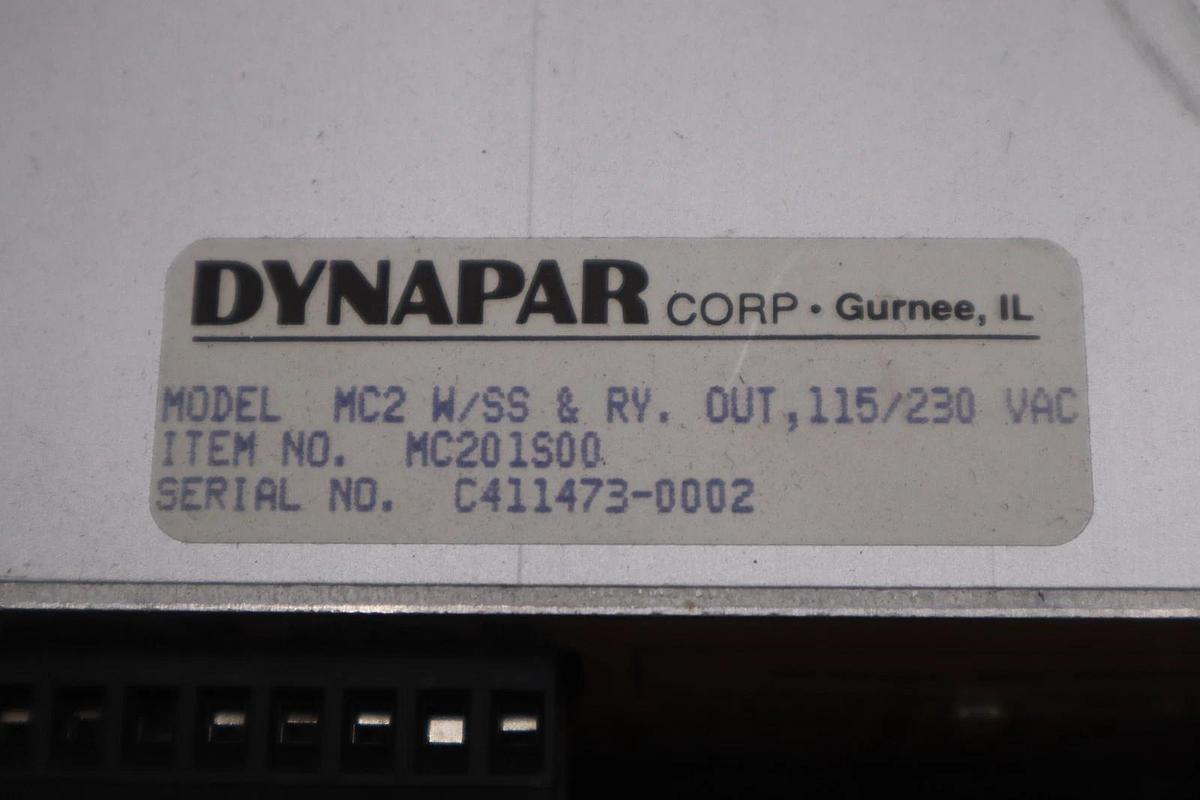 DYNAPAR CORP • Gurnee, IL
MODEL MC2 W/SS & RY. OUT,115/230 VAC
ITEM NO. MC201S00
SERIAL NO. C411473-0002